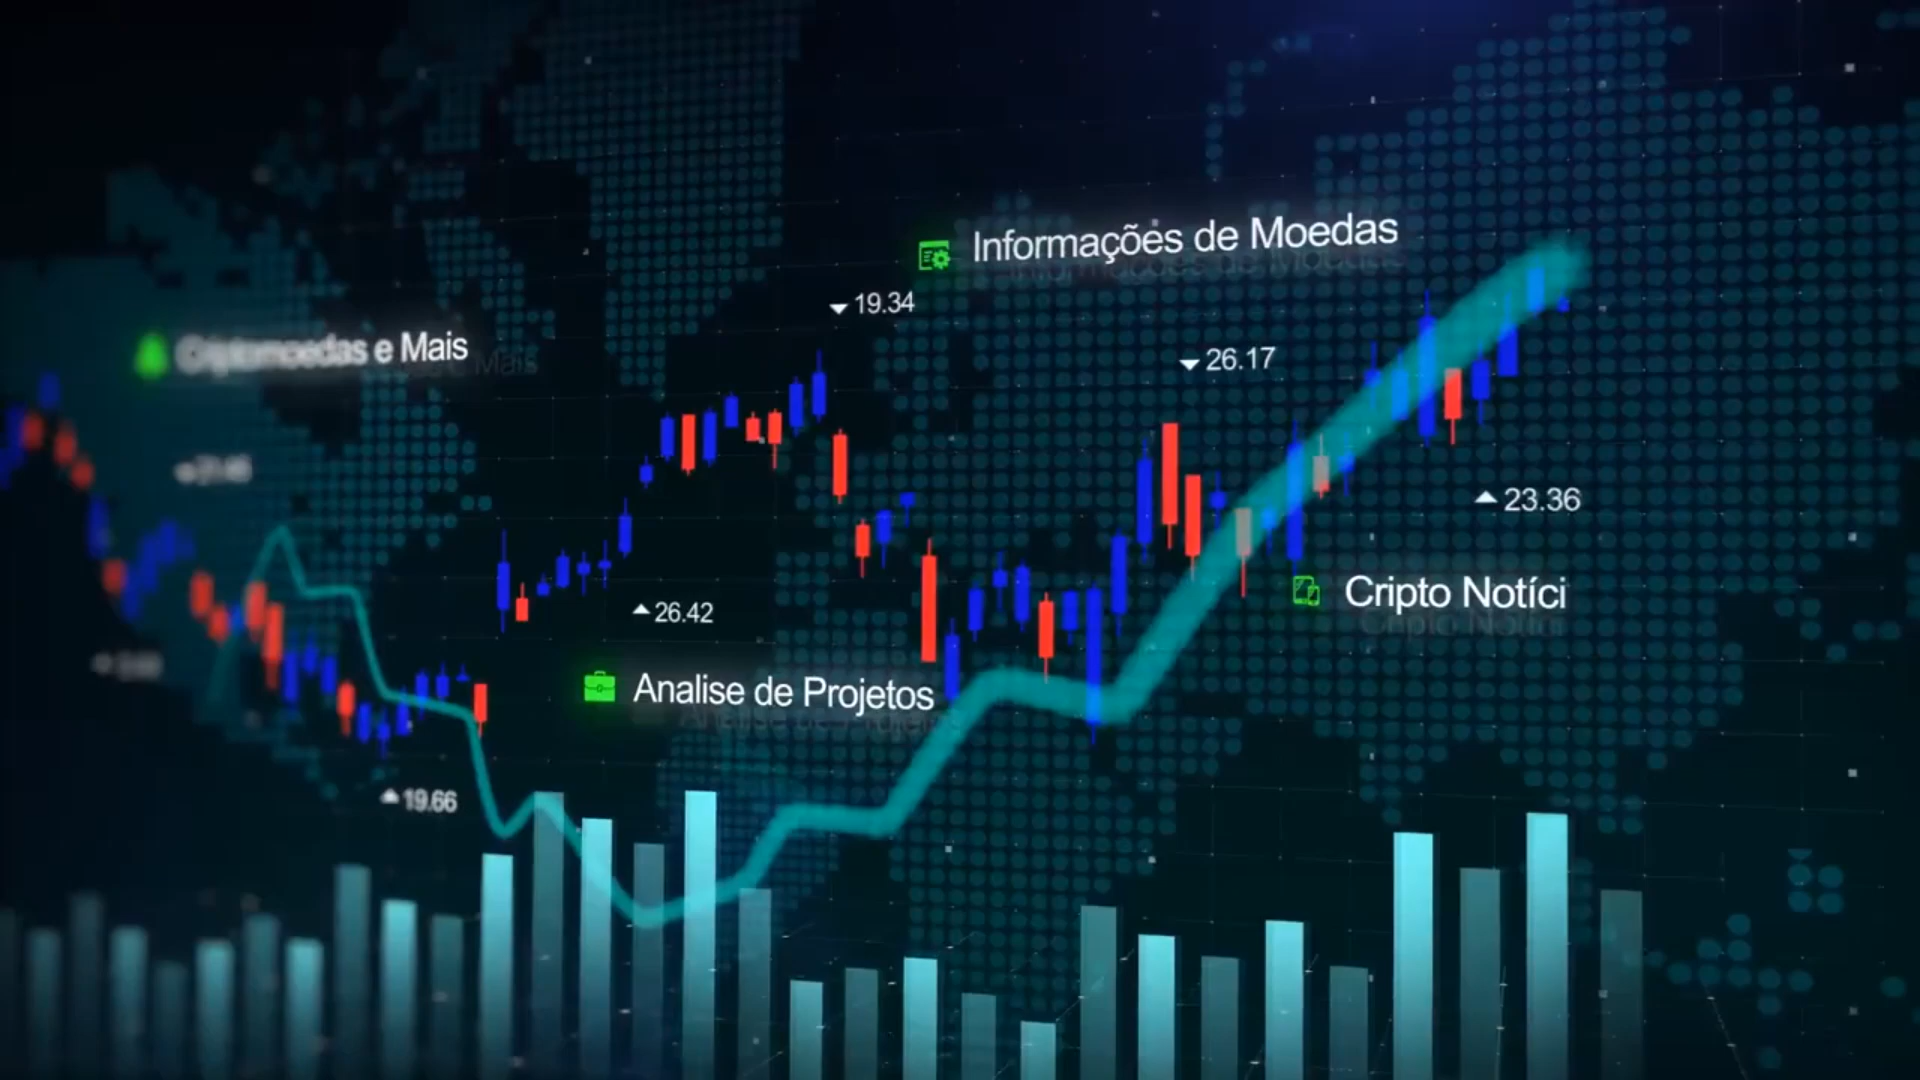 Informações de Moedas
19.34
Criptomoedas e Mais
26.17
23.36
Cripto Notíci
26.42
Analise de Projetos
19.66